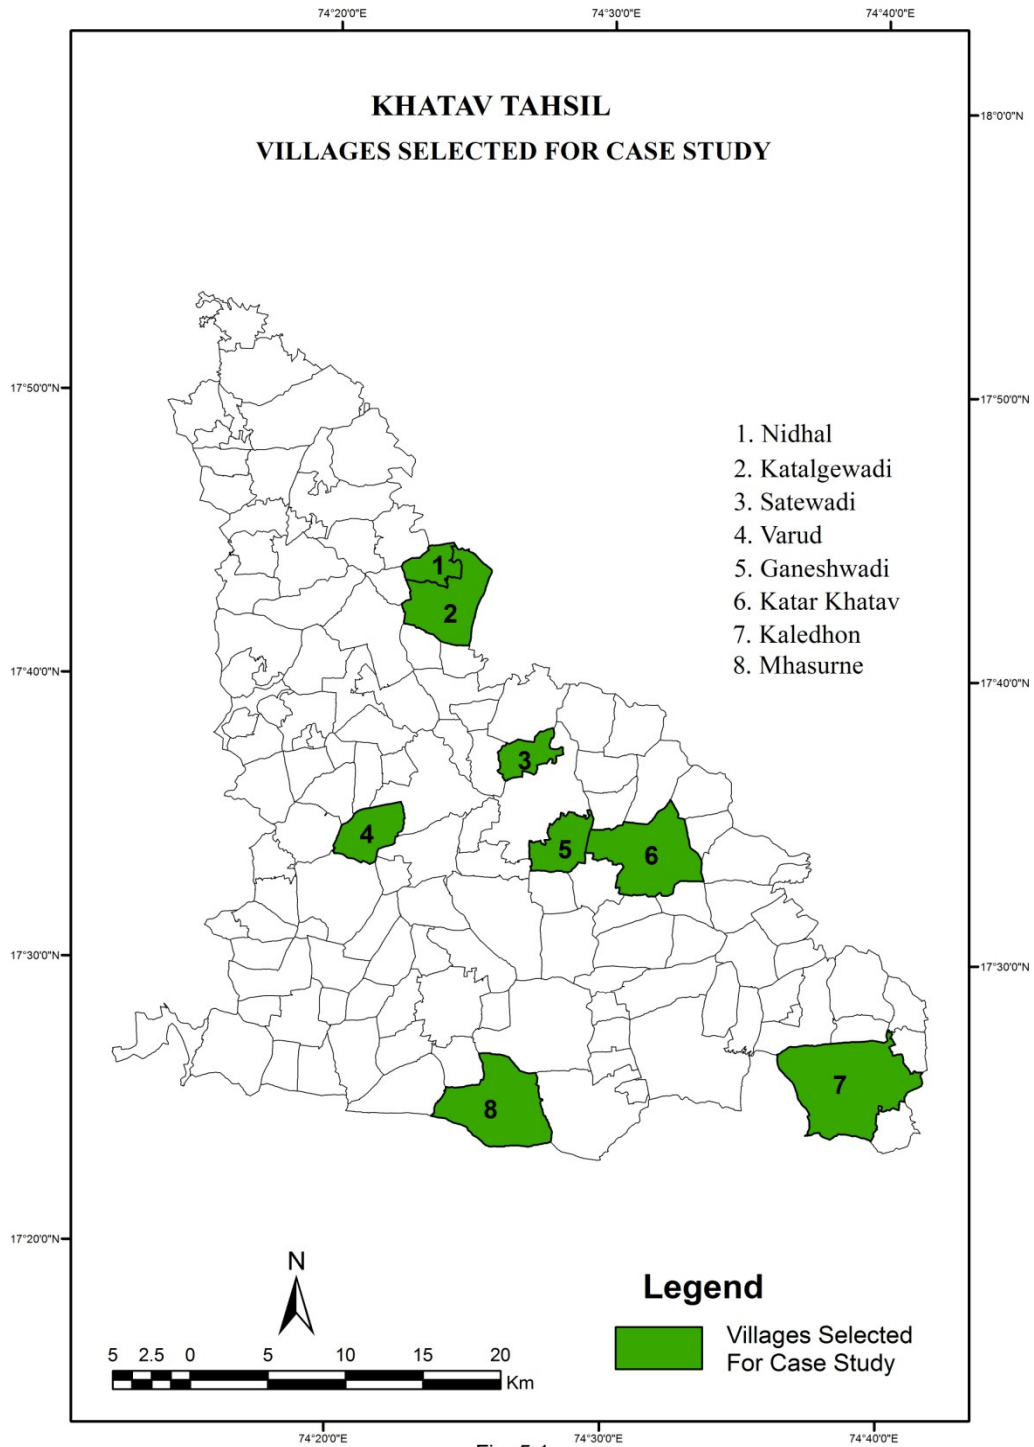 74°20'0"E 74°30'0"E 74°40'0"E
KHATAV TAHSIL
VILLAGES SELECTED FOR CASE STUDY
18°0'0"N
17°50'0"N
17°50'0"N
1. Nidhal
2. Katalgewadi
3. Satewadi
4. Varud
5. Ganeshwadi
6. Katar Khatav
7. Kaledhon
8. Mhasurne
1
2
17°40'0"N
17°40'0"N
3
4
5
6
17°30'0"N
17°30'0"N
7
8
17°20'0"N
N
Legend
Villages Selected
For Case Study
5 2.5 0 5 10 15 20
Km
74°20'0"E 74°30'0"E 74°40'0"E